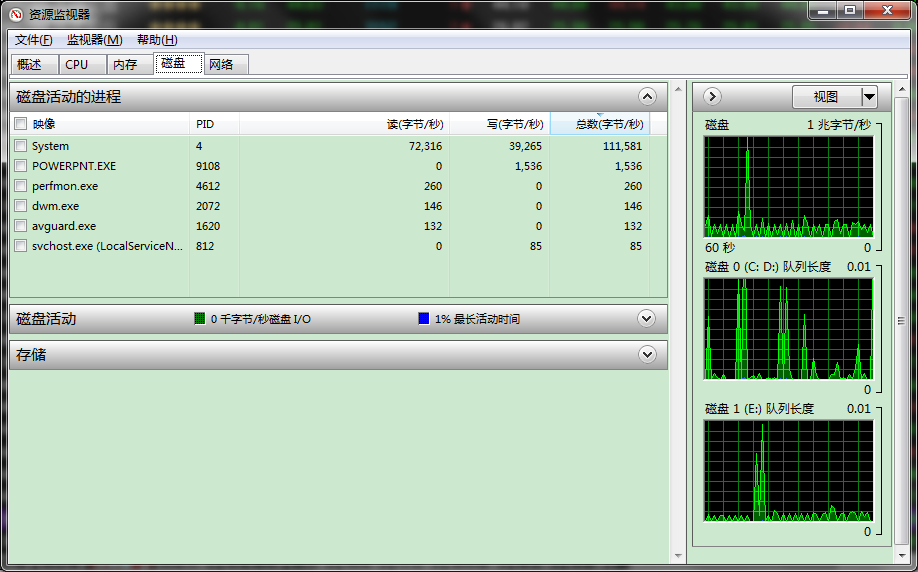 资源监视器
文件(F) 监视器(M) 帮助(H)
概述 CPU 内存 磁盘 网络
磁盘活动的进程
映像 PID 读(字节/秒) 写(字节/秒) 总数(字节/秒)
System 4 72,316 39,265 111,581
POWERPNT.EXE 9108 0 1,536 1,536
perfmon.exe 4612 260 0 260
dwm.exe 2072 146 0 146
avguard.exe 1620 132 0 132
svchost.exe (LocalServiceN... 812 0 85 85
磁盘活动 0 千字节/秒磁盘 I/O 1% 最长活动时间
存储
视图
磁盘 1 兆字节/秒
60 秒 0
磁盘 0 (C: D:) 队列长度 0.01
0
磁盘 1 (E:) 队列长度 0.01
0